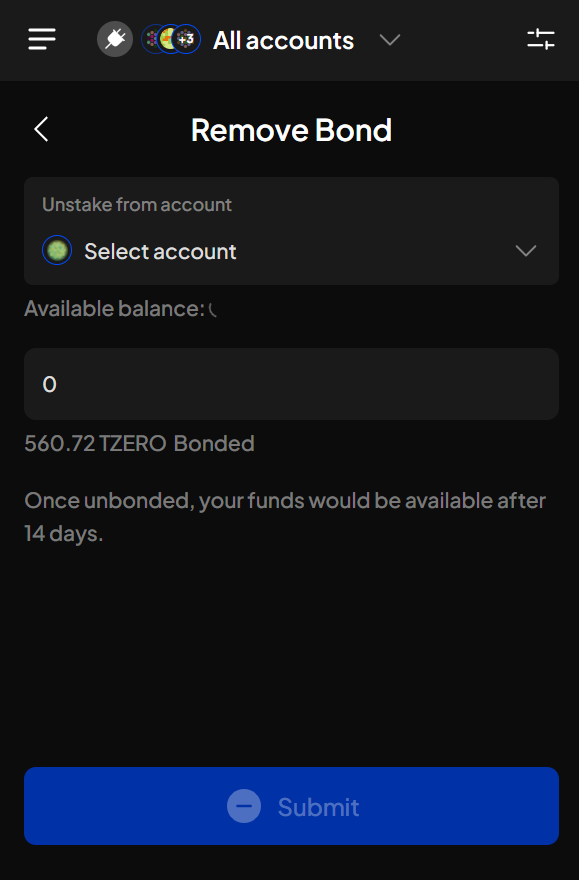 +3 All accounts
Remove Bond
Unstake from account
Select account
Available balance:
0
560.72 TZERO Bonded
Once unbonded, your funds would be available after
14 days.
Submit